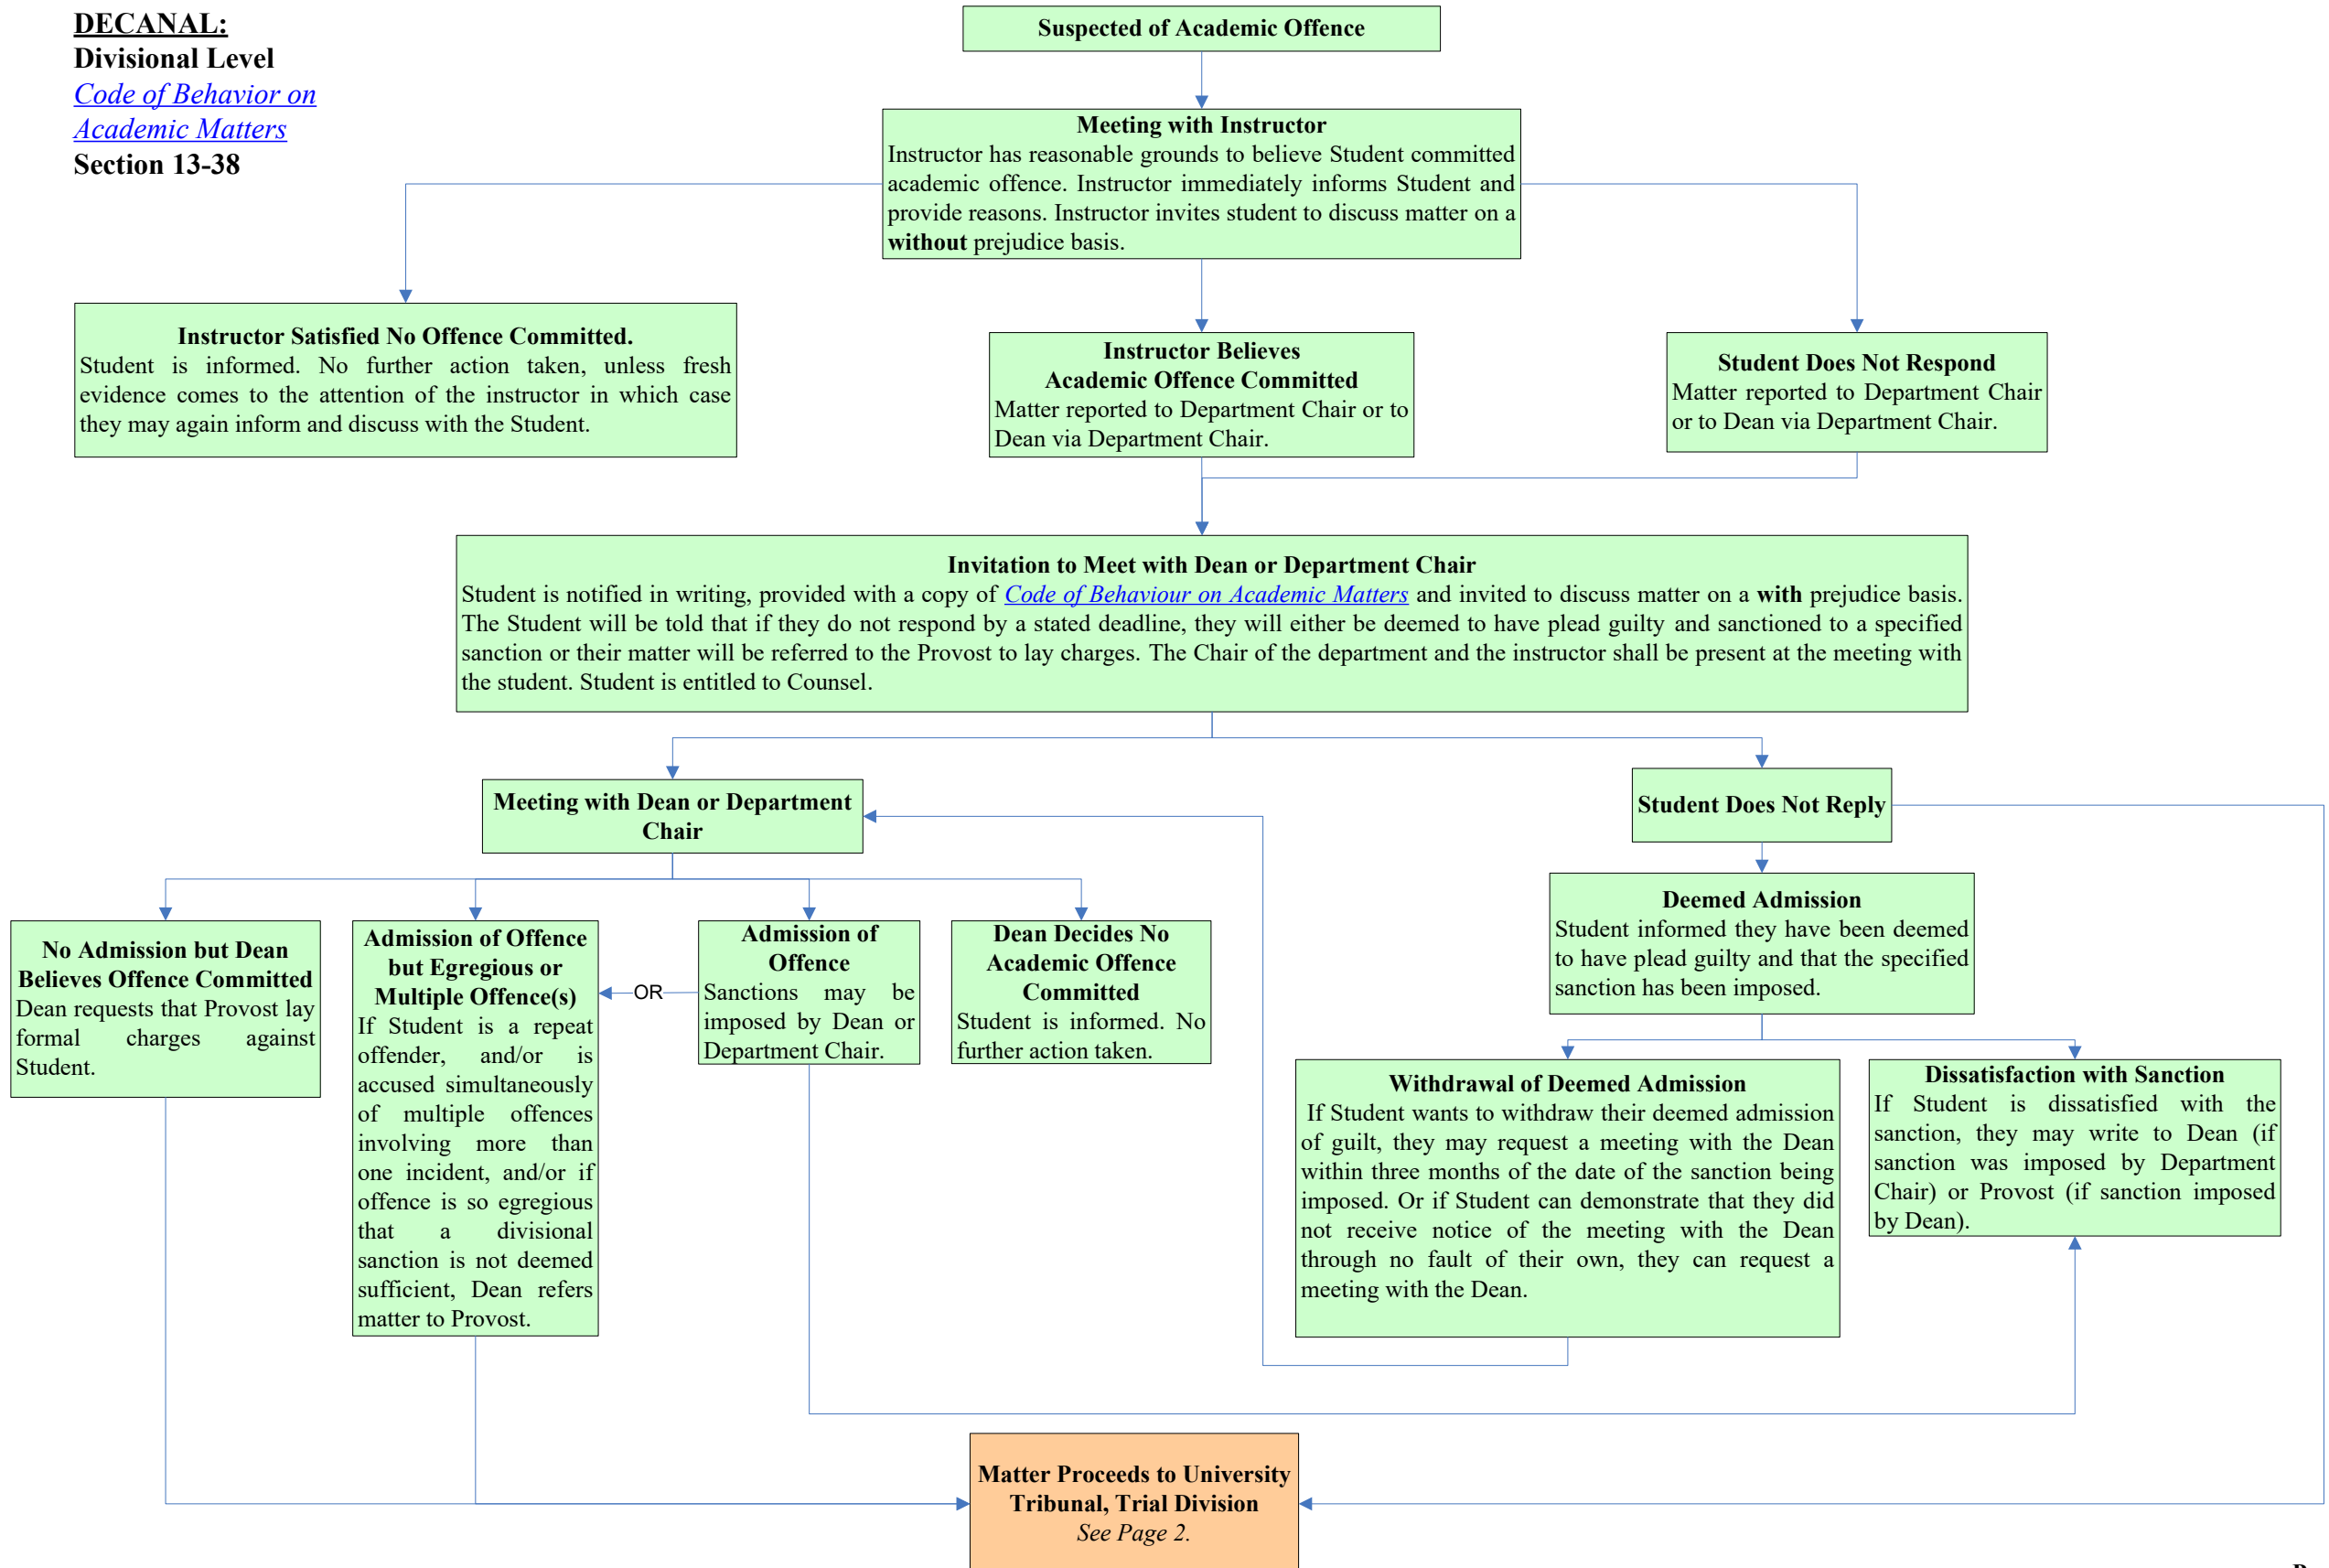 DECANAL:
Divisional Level
Code of Behavior on
Academic Matters
Section 13-38
Suspected of Academic Offence
Meeting with Instructor
Instructor has reasonable grounds to believe Student committed
academic offence. Instructor immediately informs Student and
provide reasons. Instructor invites student to discuss matter on a
without prejudice basis.
Instructor Satisfied No Offence Committed.
Student is informed. No further action taken, unless fresh
evidence comes to the attention of the instructor in which case
they may again inform and discuss with the Student.
Instructor Believes
Academic Offence Committed
Matter reported to Department Chair or to
Dean via Department Chair.
Student Does Not Respond
Matter reported to Department Chair
or to Dean via Department Chair.
Invitation to Meet with Dean or Department Chair
Student is notified in writing, provided with a copy of Code of Behaviour on Academic Matters and invited to discuss matter on a with prejudice basis.
The Student will be told that if they do not respond by a stated deadline, they will either be deemed to have plead guilty and sanctioned to a specified
sanction or their matter will be referred to the Provost to lay charges. The Chair of the department and the instructor shall be present at the meeting with
the student. Student is entitled to Counsel.
Meeting with Dean or Department
Chair
Student Does Not Reply
No Admission but Dean
Believes Offence Committed
Dean requests that Provost lay
formal charges against
Student.
Admission of Offence
but Egregious or
Multiple Offence(s)
If Student is a repeat
offender, and/or is
accused simultaneously
of multiple offences
involving more than
one incident, and/or if
offence is so egregious
that a divisional
sanction is not deemed
sufficient, Dean refers
matter to Provost.
OR
Admission of
Offence
Sanctions may be
imposed by Dean or
Department Chair.
Dean Decides No
Academic Offence
Committed
Student is informed. No
further action taken.
Deemed Admission
Student informed they have been deemed
to have plead guilty and that the specified
sanction has been imposed.
Withdrawal of Deemed Admission
If Student wants to withdraw their deemed admission
of guilt, they may request a meeting with the Dean
within three months of the date of the sanction being
imposed. Or if Student can demonstrate that they did
not receive notice of the meeting with the Dean
through no fault of their own, they can request a
meeting with the Dean.
Dissatisfaction with Sanction
If Student is dissatisfied with the
sanction, they may write to Dean (if
sanction was imposed by Department
Chair) or Provost (if sanction imposed
by Dean).
Matter Proceeds to University
Tribunal, Trial Division
See Page 2.